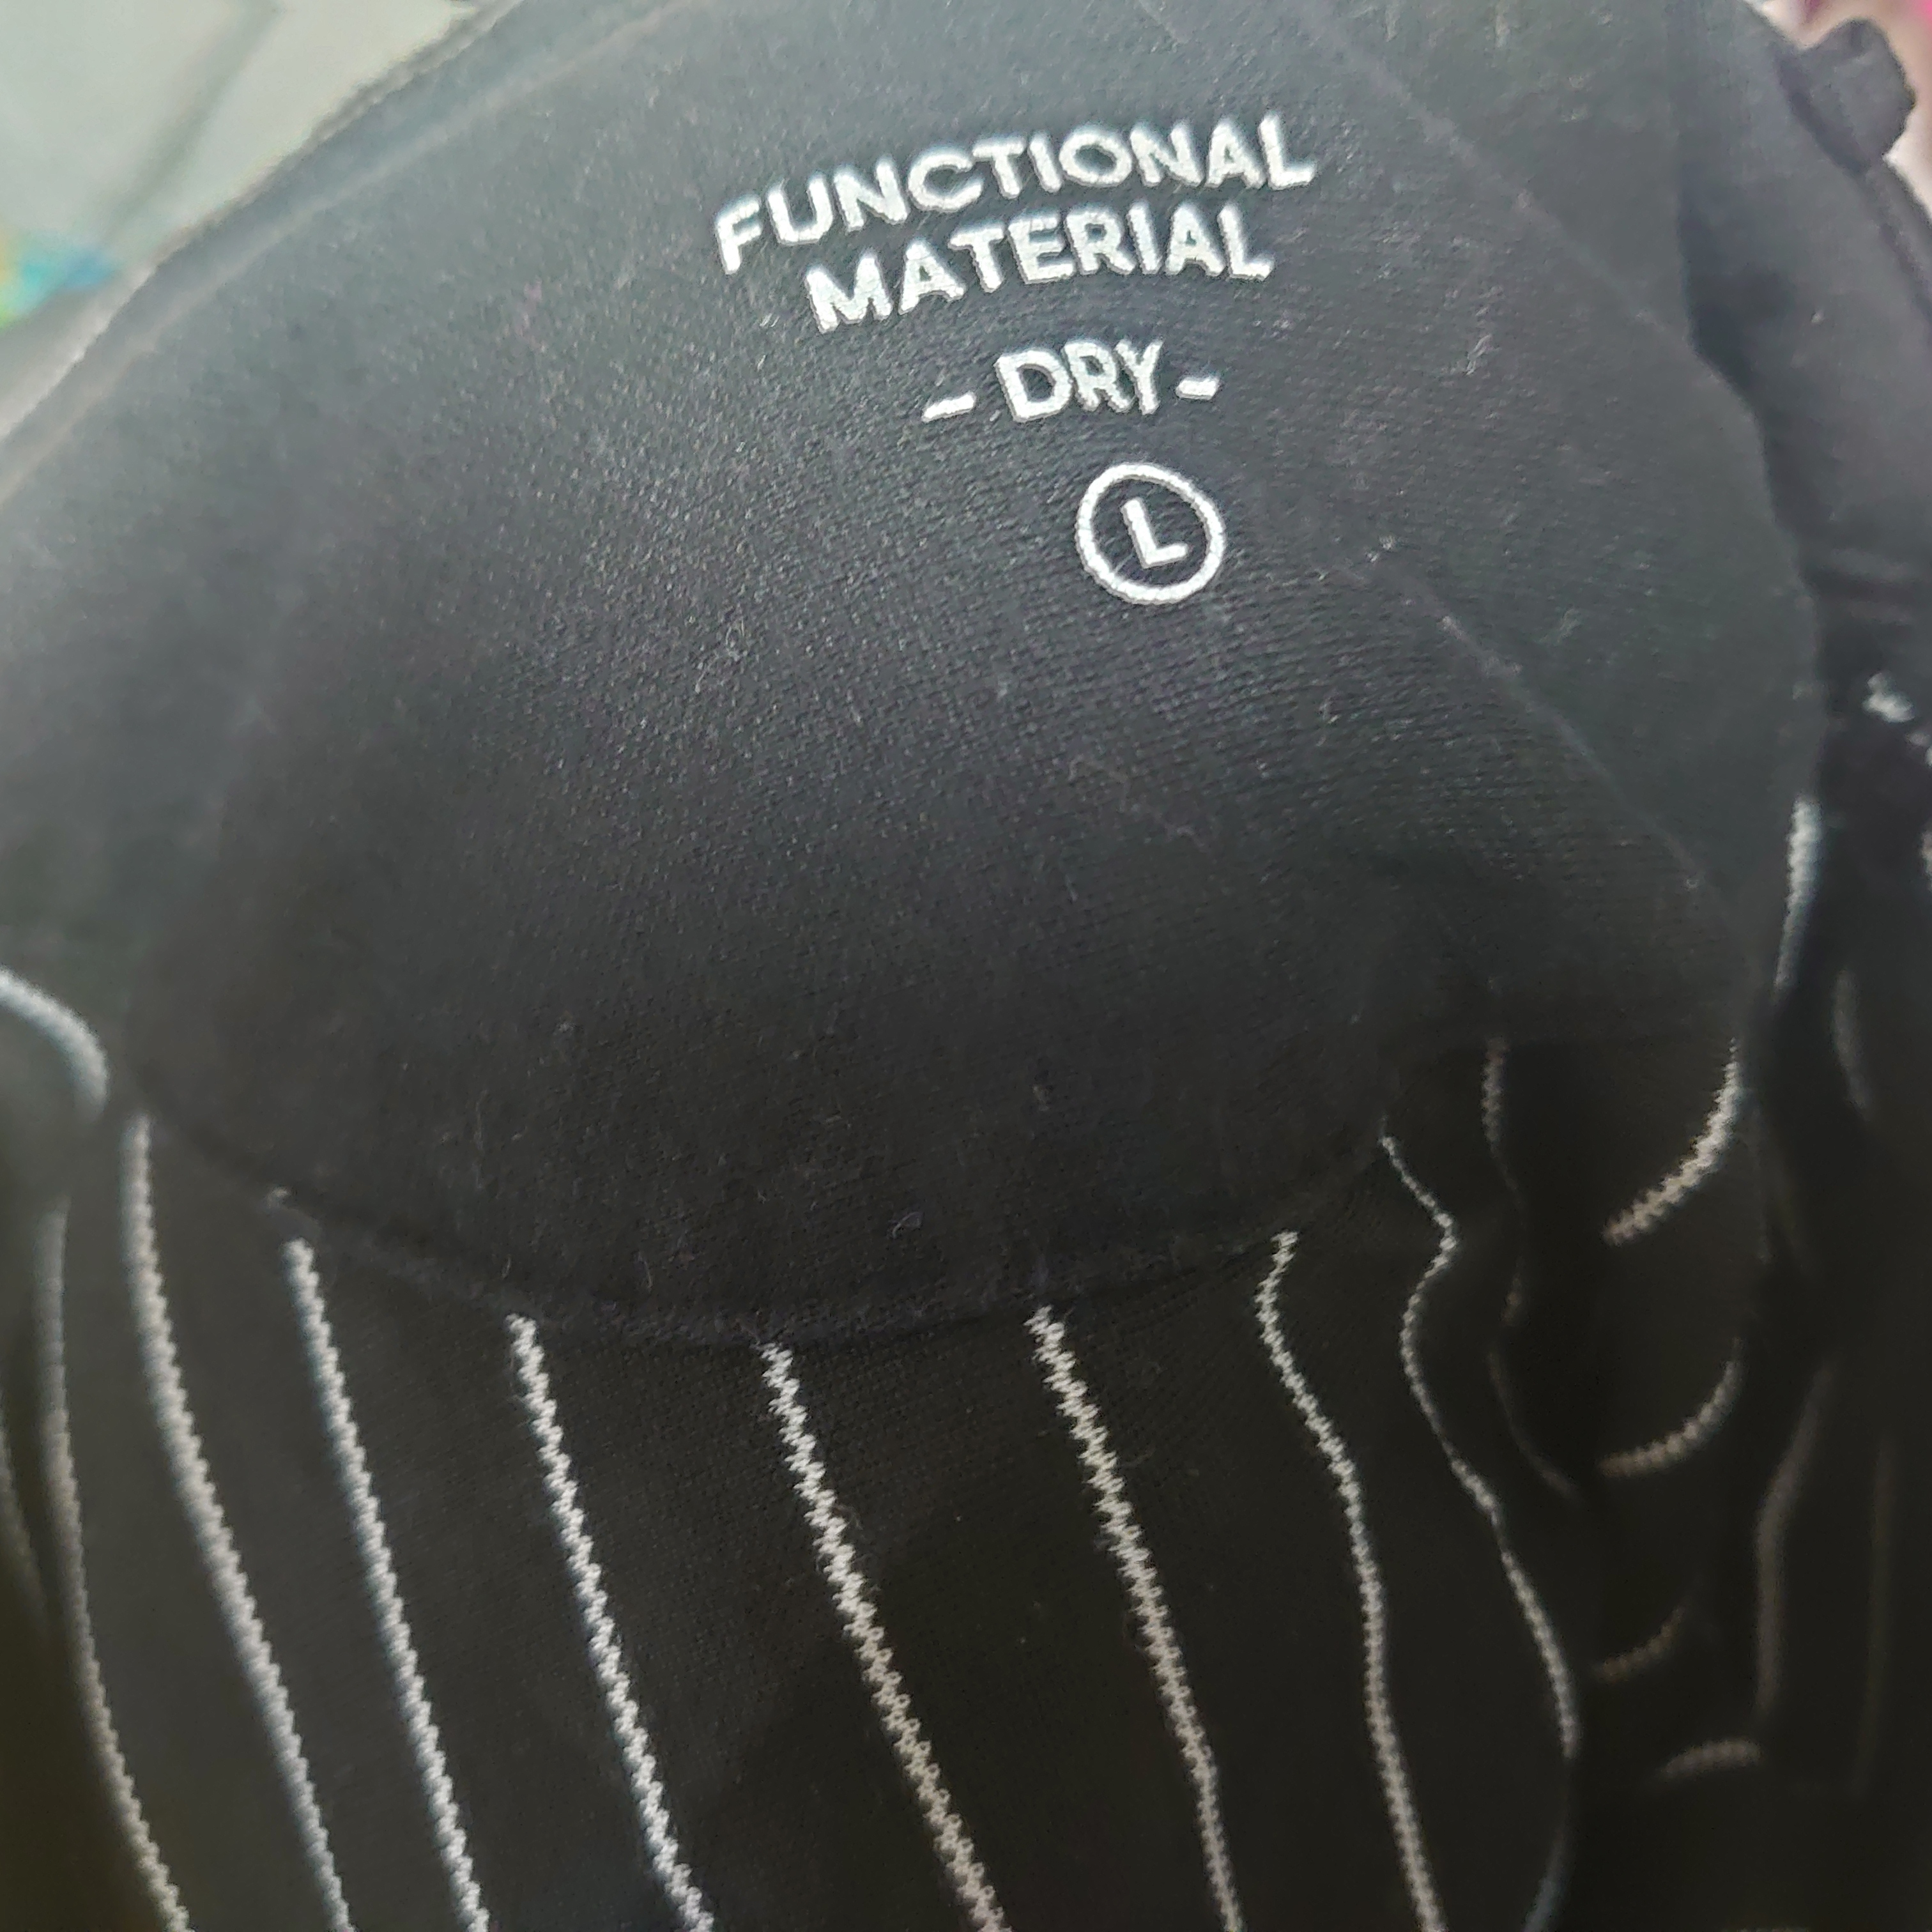 FUNCTIONAL
MATERIAL
- DRY -
L